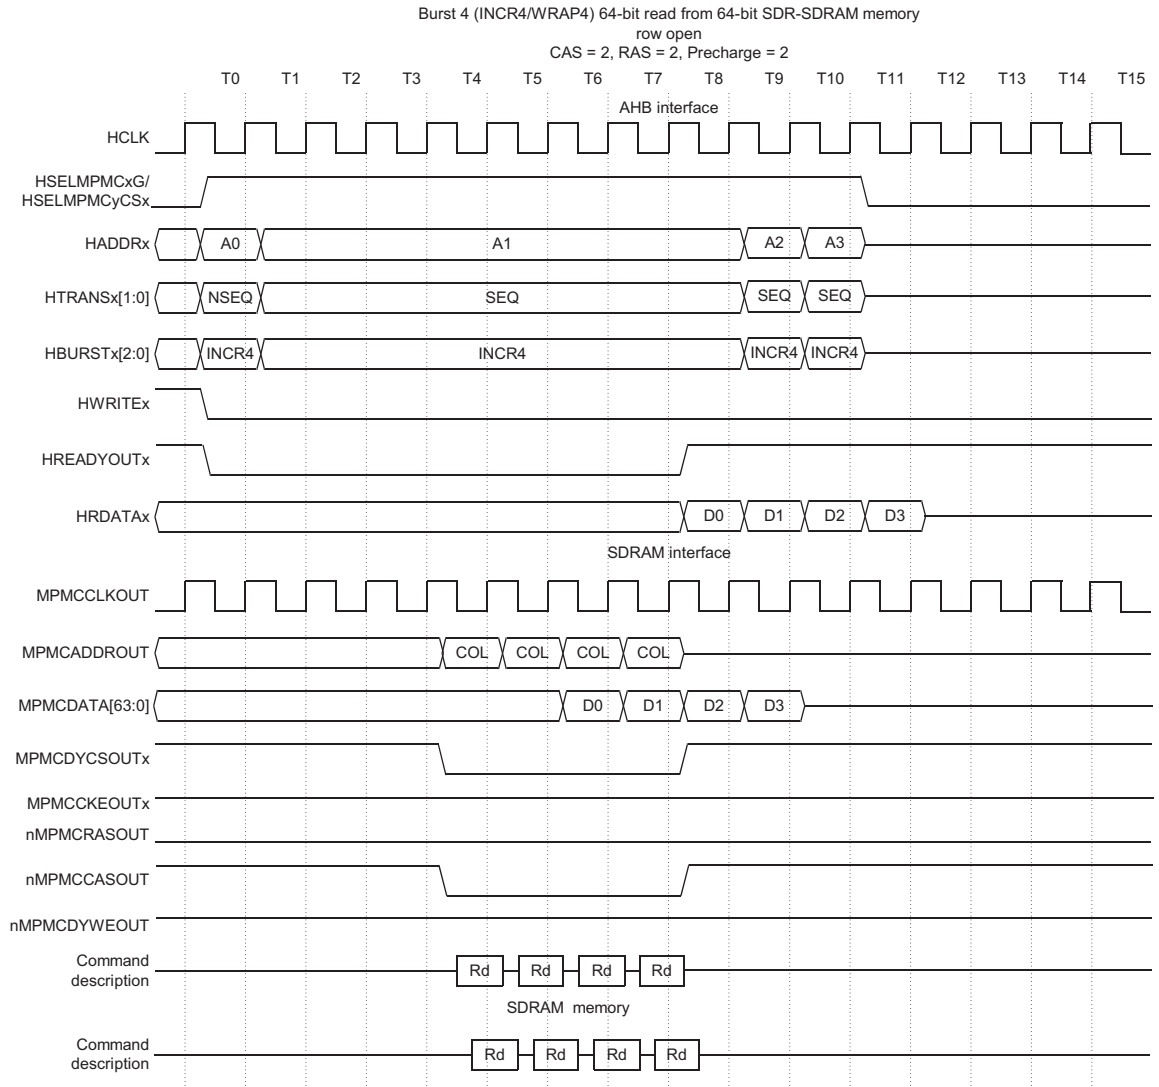 Burst 4 (INCR4/WRAP4) 64-bit read from 64-bit SDR-SDRAM memory
row open
CAS = 2, RAS = 2, Precharge = 2
T0 T1 T2 T3 T4 T5 T6 T7 T8 T9 T10 T11 T12 T13 T14 T15
AHB interface
HCLK
HSELMPMCxG/
HSELMPMCyCSx
HADDRx A0 A1 A2 A3
HTRANSx[1:0] NSEQ SEQ SEQ SEQ
HBURSTx[2:0] INCR4 INCR4 INCR4 INCR4
HWRITEx
HREADYOUTx
HRDATAx D0 D1 D2 D3
SDRAM interface
MPMCCLKOUT
MPMCADDROUT COL COL COL COL
MPMCDATA[63:0] D0 D1 D2 D3
MPMCDYCSOUTx
MPMCCKEOUTx
nMPMCRASOUT
nMPMCCASOUT
nMPMCDYWEOUT
Command
description Rd Rd Rd Rd
SDRAM memory
Command
description Rd Rd Rd Rd